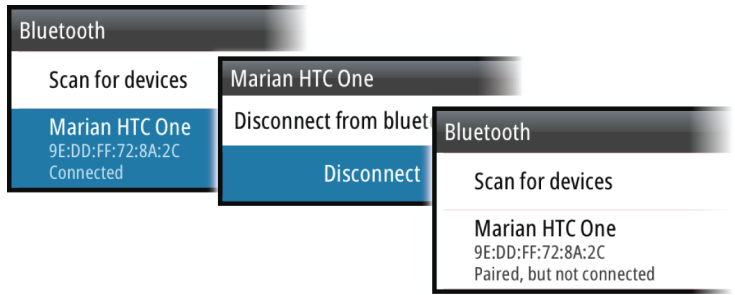 Bluetooth
Scan for devices
Marian HTC One
9E:DD:FF:72:8A:2C
Connected
Marian HTC One
Disconnect from
Disconnect
Bluetooth
Scan for devices
Marian HTC One
9E:DD:FF:72:8A:2C
Paired, but not connected